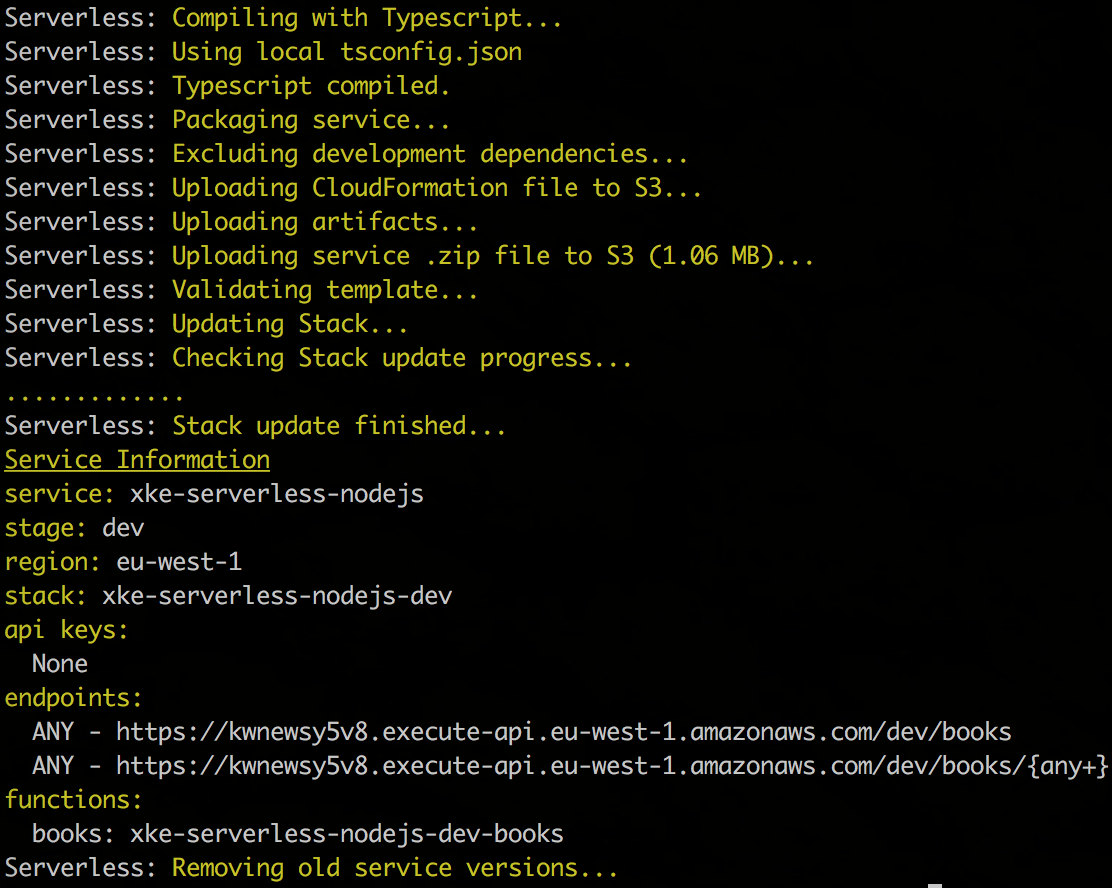 Serverless: Compiling with Typescript...
Serverless: Using local tsconfig.json
Serverless: Typescript compiled.
Serverless: Packaging service...
Serverless: Excluding development dependencies...
Serverless: Uploading CloudFormation file to S3...
Serverless: Uploading artifacts...
Serverless: Uploading service .zip file to S3 (1.06 MB)...
Serverless: Validating template...
Serverless: Updating Stack...
Serverless: Checking Stack update progress...
.............
Serverless: Stack update finished...
Service Information
service: xke-serverless-nodejs
stage: dev
region: eu-west-1
stack: xke-serverless-nodejs-dev
api keys:
  None
endpoints:
  ANY - https://kwnewsy5v8.execute-api.eu-west-1.amazonaws.com/dev/books
  ANY - https://kwnewsy5v8.execute-api.eu-west-1.amazonaws.com/dev/books/{any+}
functions:
  books: xke-serverless-nodejs-dev-books
Serverless: Removing old service versions...